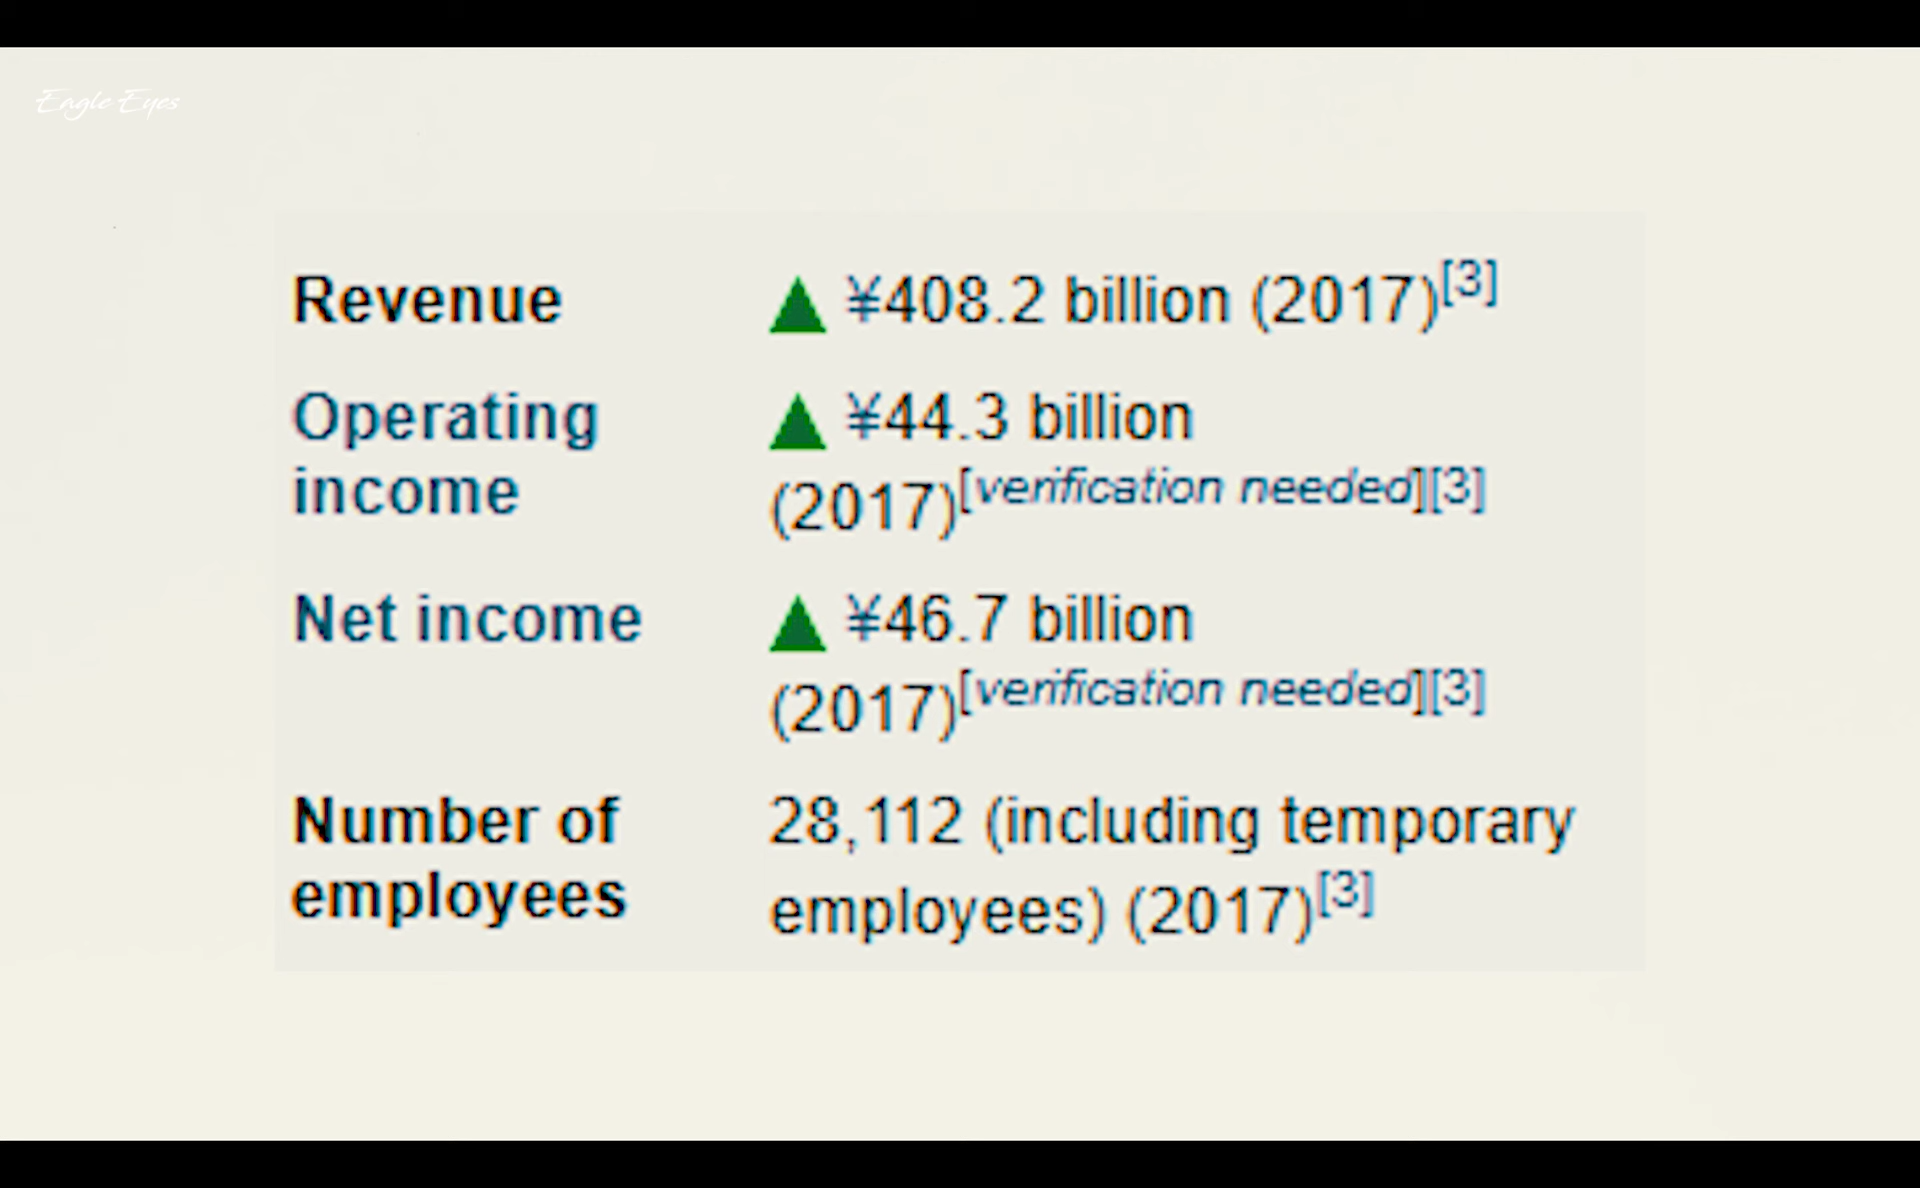 Eagle Eyes
Revenue ▲ ¥408.2 billion (2017)[3]
Operating ▲ ¥44.3 billion
income (2017)[verification needed][3]
Net income ▲ ¥46.7 billion
(2017)[verification needed][3]
Number of 28,112 (including temporary
employees employees) (2017)[3]